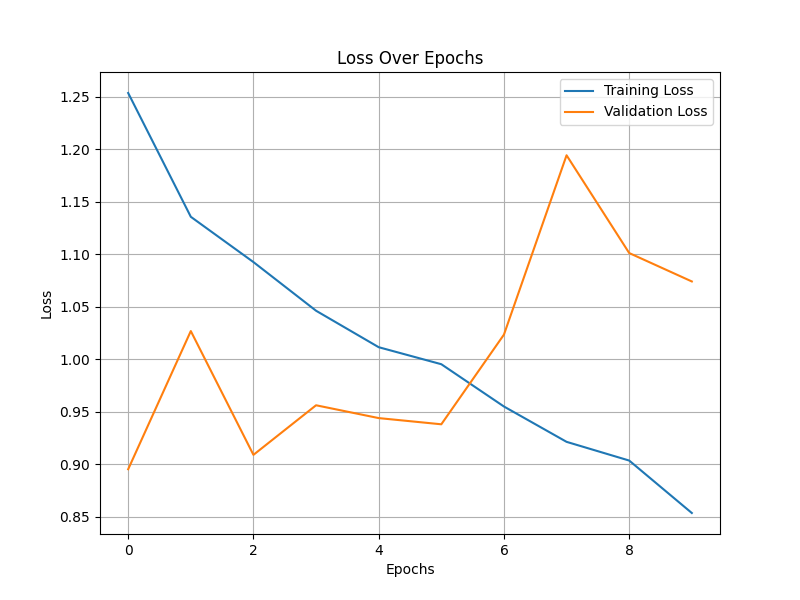 Loss Over Epochs
Training Loss
Validation Loss
1.25
1.20
1.15
1.10
1.05
1.00
0.95
0.90
0.85
Loss
0 2 4 6 8
Epochs